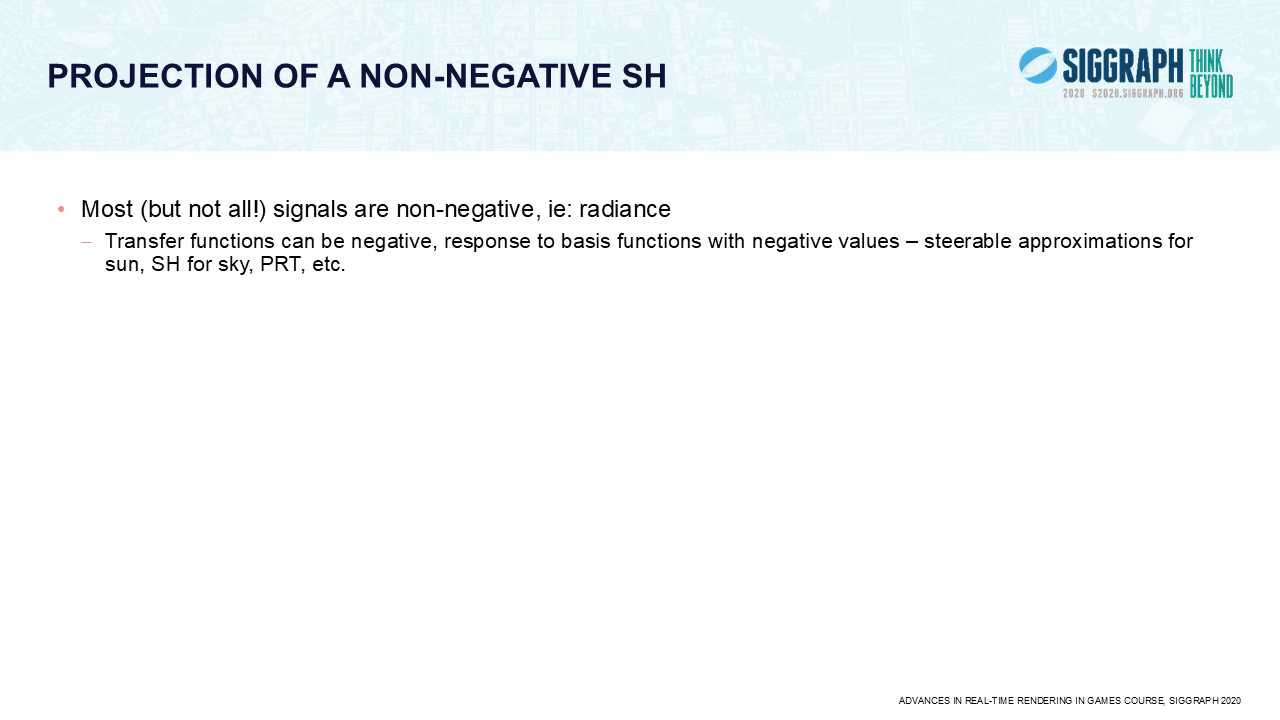 PROJECTION OF A NON-NEGATIVE SH
SIGGRAPH THINK BEYOND
2020 S2020.SIGGRAPH.ORG
• Most (but not all!) signals are non-negative, ie: radiance
– Transfer functions can be negative, response to basis functions with negative values – steerable approximations for
sun, SH for sky, PRT, etc.
ADVANCES IN REAL-TIME RENDERING IN GAMES COURSE, SIGGRAPH 2020